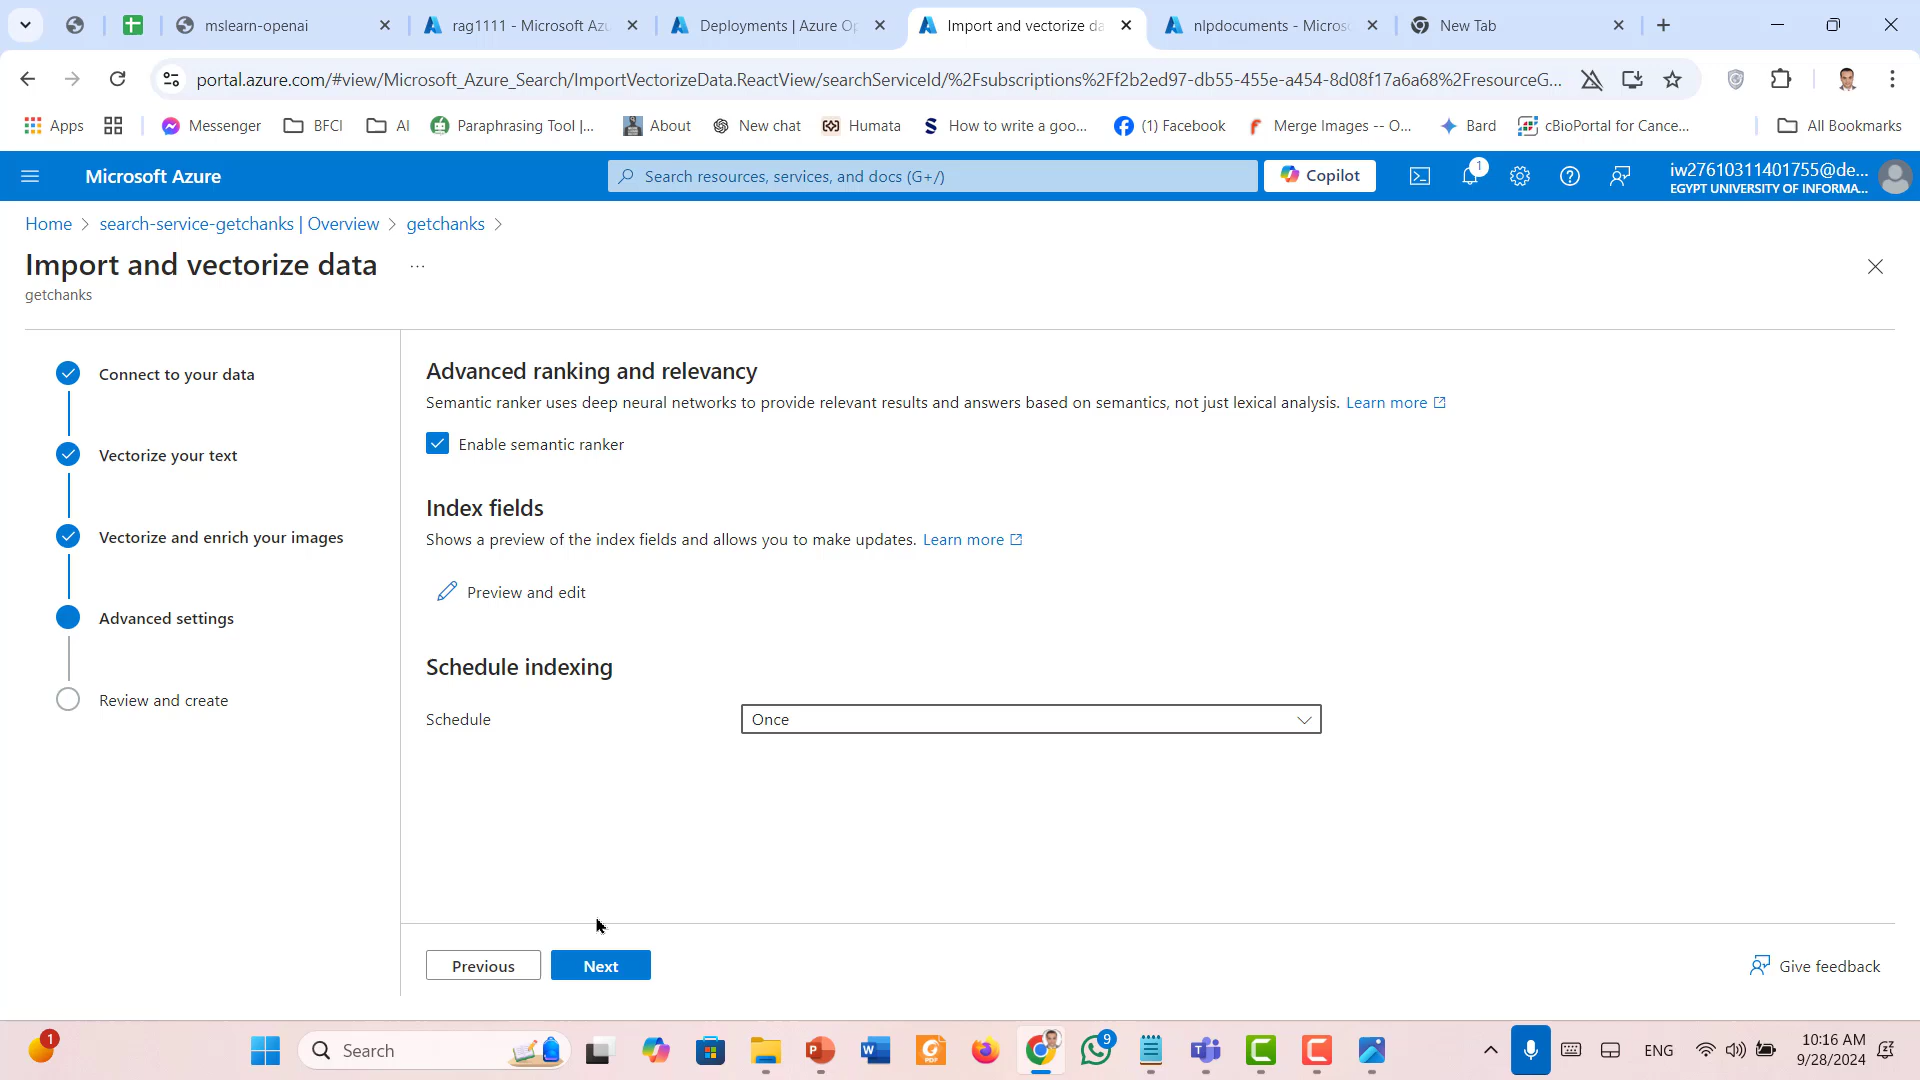 mslearn-openai
rag1111 - Microsoft Azu
Deployments | Azure Op
Import and vectorize da
nlpdocuments - Microso
New Tab
portal.azure.com/#view/Microsoft_Azure_Search/ImportVectorizeData.ReactView/searchServiceId/%2Fsubscriptions%2Ff2b2ed97-db55-455e-a454-8d08f17a6a68%2FresourceG...
Apps
Messenger
BFCI
AI
Paraphrasing Tool |...
About
New chat
Humata
How to write a goo...
(1) Facebook
Merge Images -- O...
Bard
cBioPortal for Cance...
All Bookmarks
Microsoft Azure
Search resources, services, and docs (G+/)
Copilot
1
iw27610311401755@de...
EGYPT UNIVERSITY OF INFORMA...
Home > search-service-getchanks | Overview > getchanks >
Import and vectorize data ...
getchanks
Connect to your data
Vectorize your text
Vectorize and enrich your images
Advanced settings
Review and create
Advanced ranking and relevancy
Semantic ranker uses deep neural networks to provide relevant results and answers based on semantics, not just lexical analysis. Learn more
Enable semantic ranker
Index fields
Shows a preview of the index fields and allows you to make updates. Learn more
Preview and edit
Schedule indexing
Schedule
Once
Previous
Next
Give feedback
1
Search
9
ENG
10:16 AM
9/28/2024